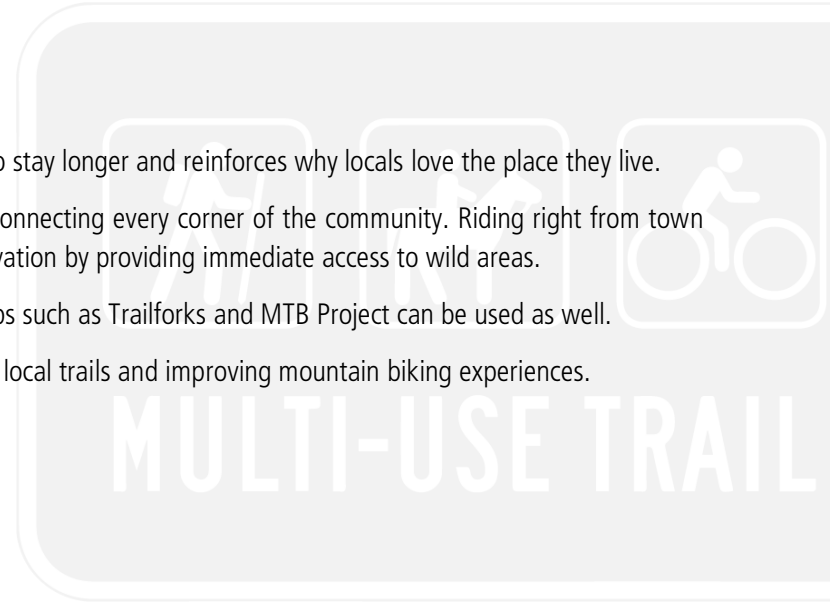 stay longer and reinforces why locals love the place they live.
onnecting every corner of the community. Riding right from town
vation by providing immediate access to wild areas.
such as Trailforks and MTB Project can be used as well.
local trails and improving mountain biking experiences.
MULTI-USE TRAIL